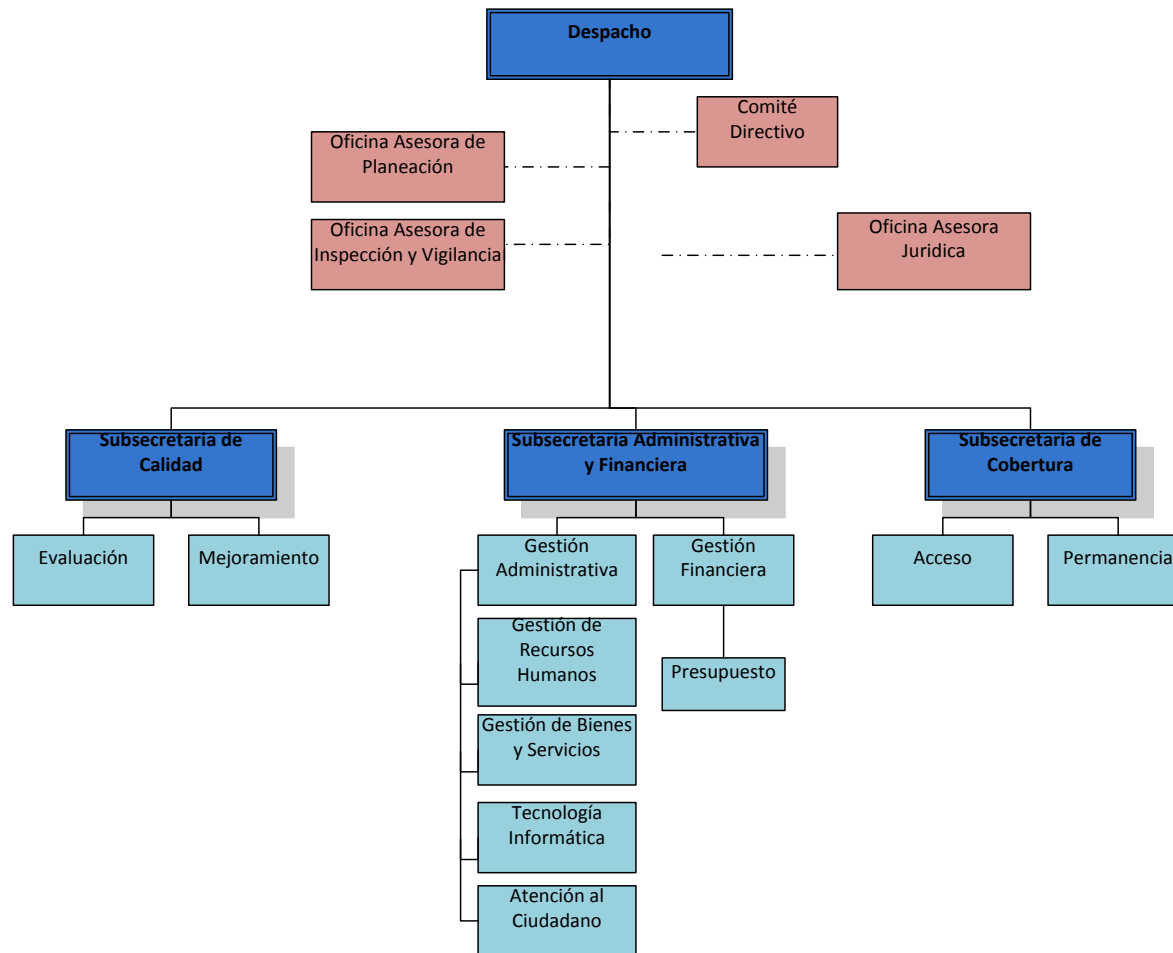 Despacho
Comité
Directivo
Oficina Asesora de
Planeación
Oficina Asesora de
Inspección y Vigilancia
Oficina Asesora
Juridica
Subsecretaria de
Calidad
Subsecretaria Administrativa
y Financiera
Subsecretaria de
Cobertura
Evaluación
Mejoramiento
Gestión
Administrativa
Gestión
Financiera
Acceso
Permanencia
Gestión de
Recursos
Humanos
Presupuesto
Gestión de Bienes
y Servicios
Tecnología
Informática
Atención al
Ciudadano